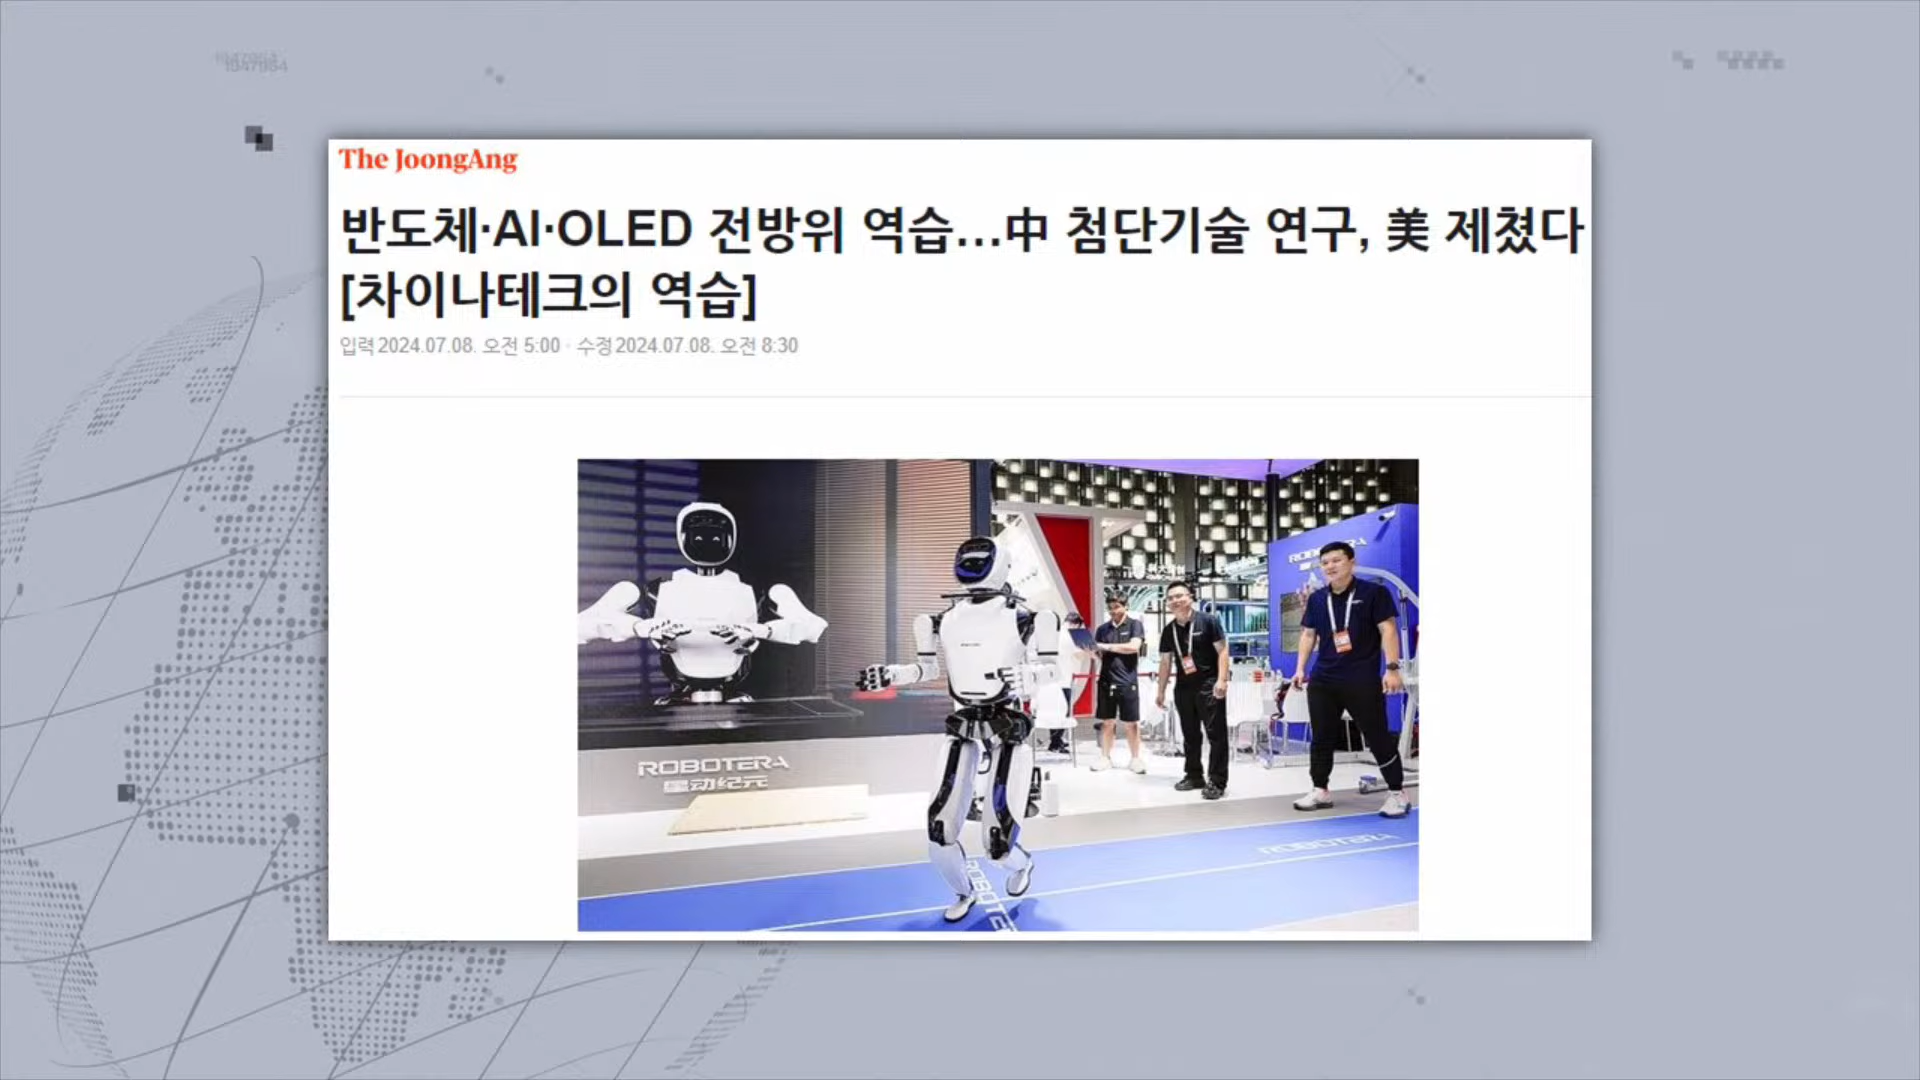 The JoongAng
반도체·AI·OLED 전방위 역습…中 첨단기술 연구, 美 제쳤다
[차이나테크의 역습]
입력 2024.07.08. 오전 5:00 · 수정 2024.07.08. 오전 8:30
ROBOTERA
ROBOTERA
星动纪元
ROBOTERA